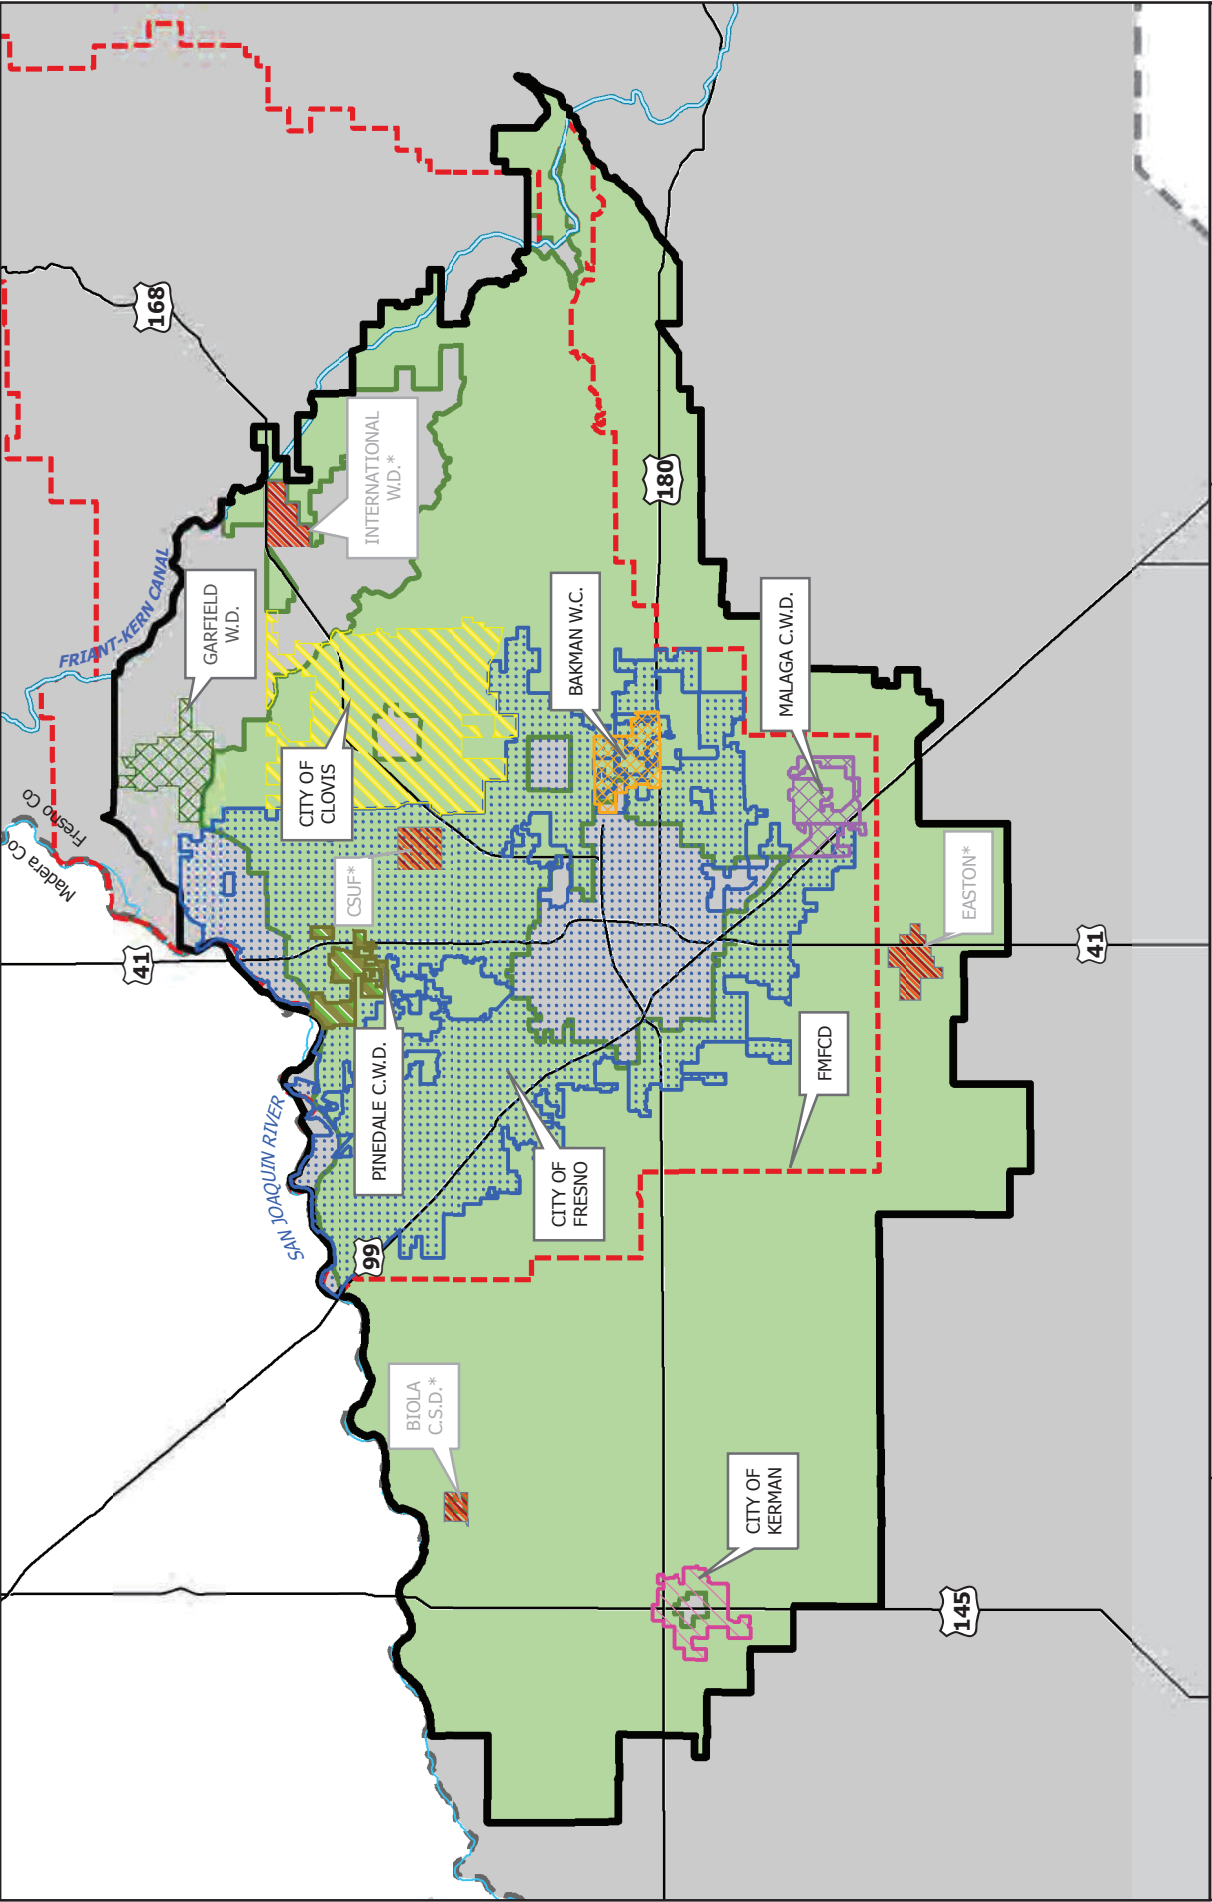 168
FRIANT-KERN CANAL
GARFIELD
W.D.
INTERNATIONAL
W.D.*
180
BAKMAN W.C.
MALAGA C.W.D.
CITY OF
CLOVIS
Fresno Co
Madera Co
CSUF*
EASTON*
41
41
PINEDALE C.W.D.
FMFCD
SAN JOAQUIN RIVER
CITY OF
FRESNO
99
BIOLA
C.S.D.*
CITY OF
KERMAN
145